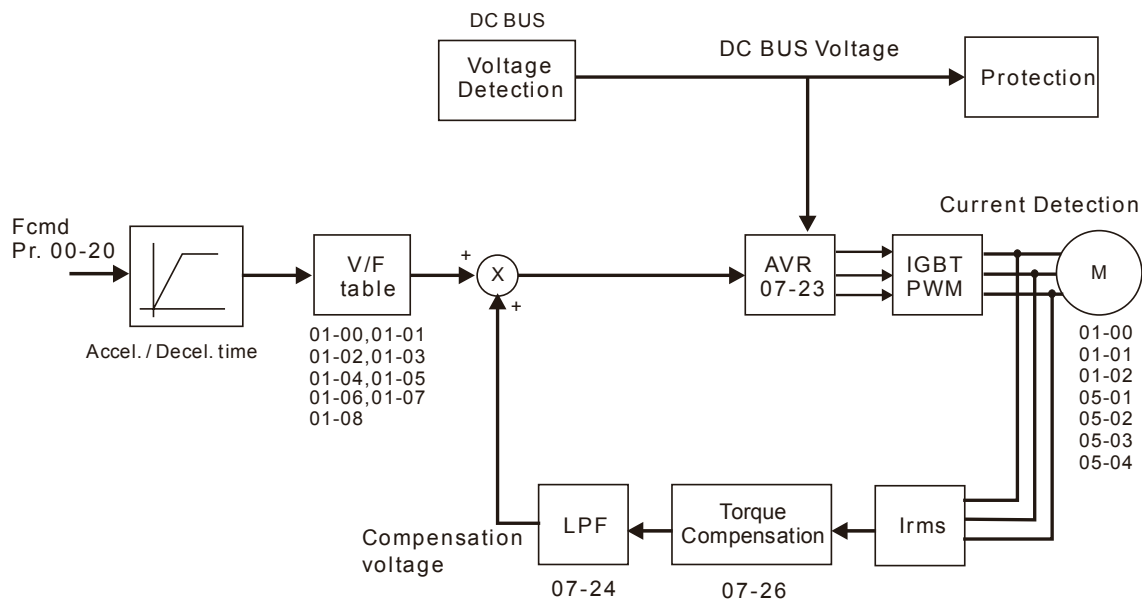 DC BUS
Voltage
Detection
DC BUS Voltage
Protection
Current Detection
Fcmd
Pr. 00-20
Accel. / Decel. time
V/F
table
01-00,01-01
01-02,01-03
01-04,01-05
01-06,01-07
01-08
+
X
+
AVR
07-23
IGBT
PWM
M
01-00
01-01
01-02
05-01
05-02
05-03
05-04
Compensation
voltage
LPF
07-24
Torque
Compensation
07-26
Irms